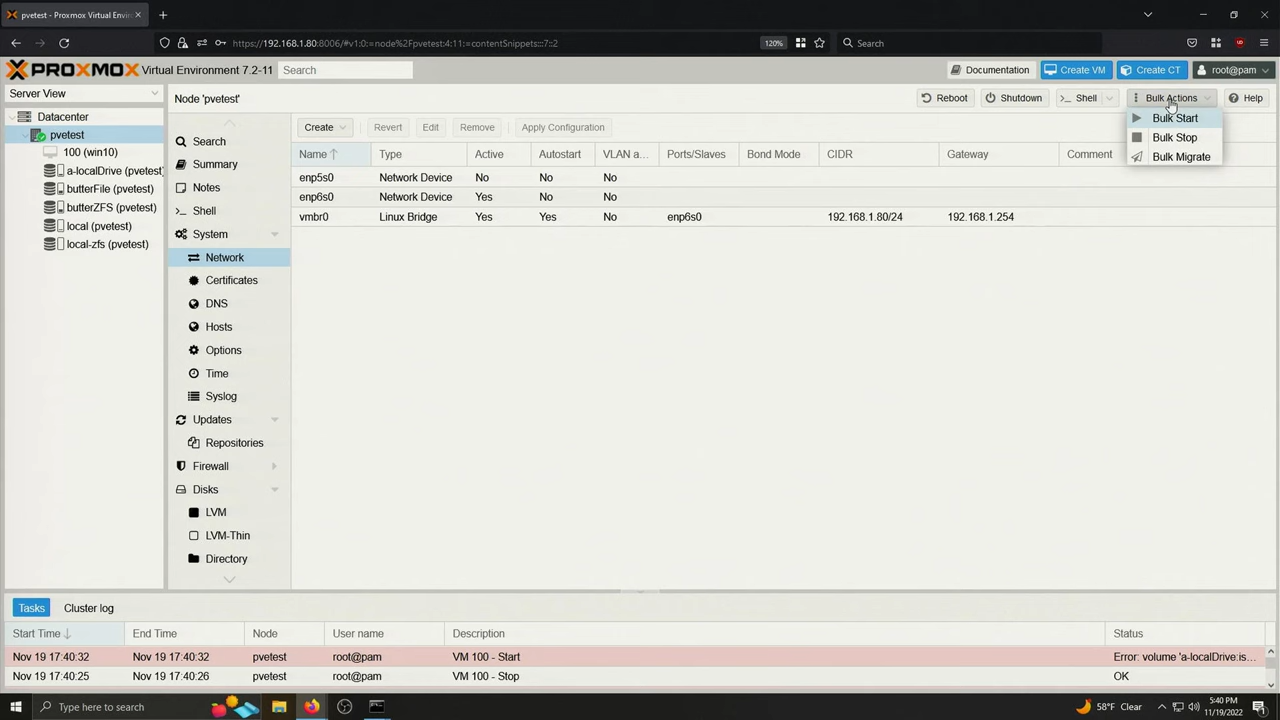 pvetest - Proxmox Virtual Envir
https://192.168.1.80:8006/#v1:0:=node%2Fpvetest:4:11:=contentSnippets:::7::2
120%
Search
PROXMOX Virtual Environment 7.2-11
Search
Documentation
Create VM
Create CT
root@pam
Server View
Node 'pvetest'
Reboot
Shutdown
Shell
Bulk Actions
Help
Bulk Start
Bulk Stop
Bulk Migrate
Datacenter
pvetest
100 (win10)
a-localDrive (pvetest)
butterFile (pvetest)
butterZFS (pvetest)
local (pvetest)
local-zfs (pvetest)
Search
Summary
Notes
Shell
System
Network
Certificates
DNS
Hosts
Options
Time
Syslog
Updates
Repositories
Firewall
Disks
LVM
LVM-Thin
Directory
Create
Revert
Edit
Remove
Apply Configuration
Name Type Active Autostart VLAN a... Ports/Slaves Bond Mode CIDR Gateway Comment
enp5s0 Network Device No No No
enp6s0 Network Device Yes No No
vmbr0 Linux Bridge Yes Yes No enp6s0 192.168.1.80/24 192.168.1.254
Tasks
Cluster log
Start Time End Time Node User name Description Status
Nov 19 17:40:32 Nov 19 17:40:32 pvetest root@pam VM 100 - Start Error: volume 'a-localDrive:is...
Nov 19 17:40:25 Nov 19 17:40:26 pvetest root@pam VM 100 - Stop OK
Type here to search
58°F Clear
5:40 PM
11/19/2022